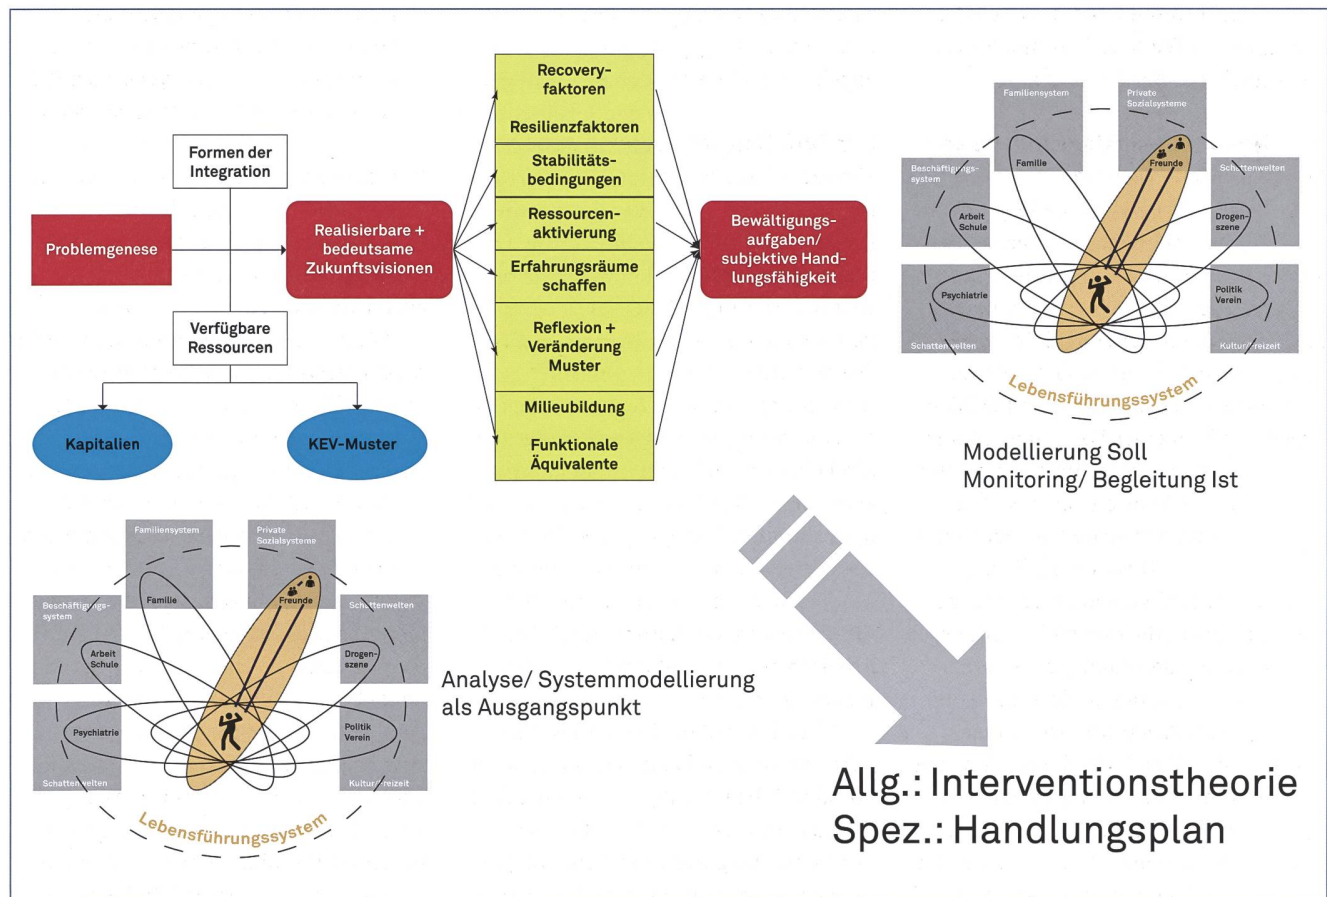 Formen der
Integration
Problemgenese
Realisierbare +
bedeutsame
Zukunftsvisionen
Verfügbare
Ressourcen
Kapitalien
KEV-Muster
Recovery-
faktoren
Resilienzfaktoren
Stabilitäts-
bedingungen
Ressourcen-
aktivierung
Erfahrungsräume
schaffen
Reflexion +
Veränderung
Muster
Milieubildung
Funktionale
Äquivalente
Bewältigungs-
aufgaben/
subjektive Hand-
lungsfähigkeit
Familiensystem
Private
Sozialsysteme
Familie
Freunde
Beschäftigungs-
system
Schattenwelten
Arbeit
Schule
Drogen-
szene
Psychiatrie
Politik
Verein
Schattenwelten
Kultur/Freizeit
Lebensführungssystem
Modellierung Soll
Monitoring/ Begleitung Ist
Familiensystem
Private
Sozialsysteme
Familie
Freunde
Beschäftigungs-
system
Schattenwelten
Arbeit
Schule
Drogen-
szene
Psychiatrie
Politik
Verein
Schattenwelten
Kultur/Freizeit
Lebensführungssystem
Analyse/ Systemmodellierung
als Ausgangspunkt
Allg.: Interventionstheorie
Spez.: Handlungsplan